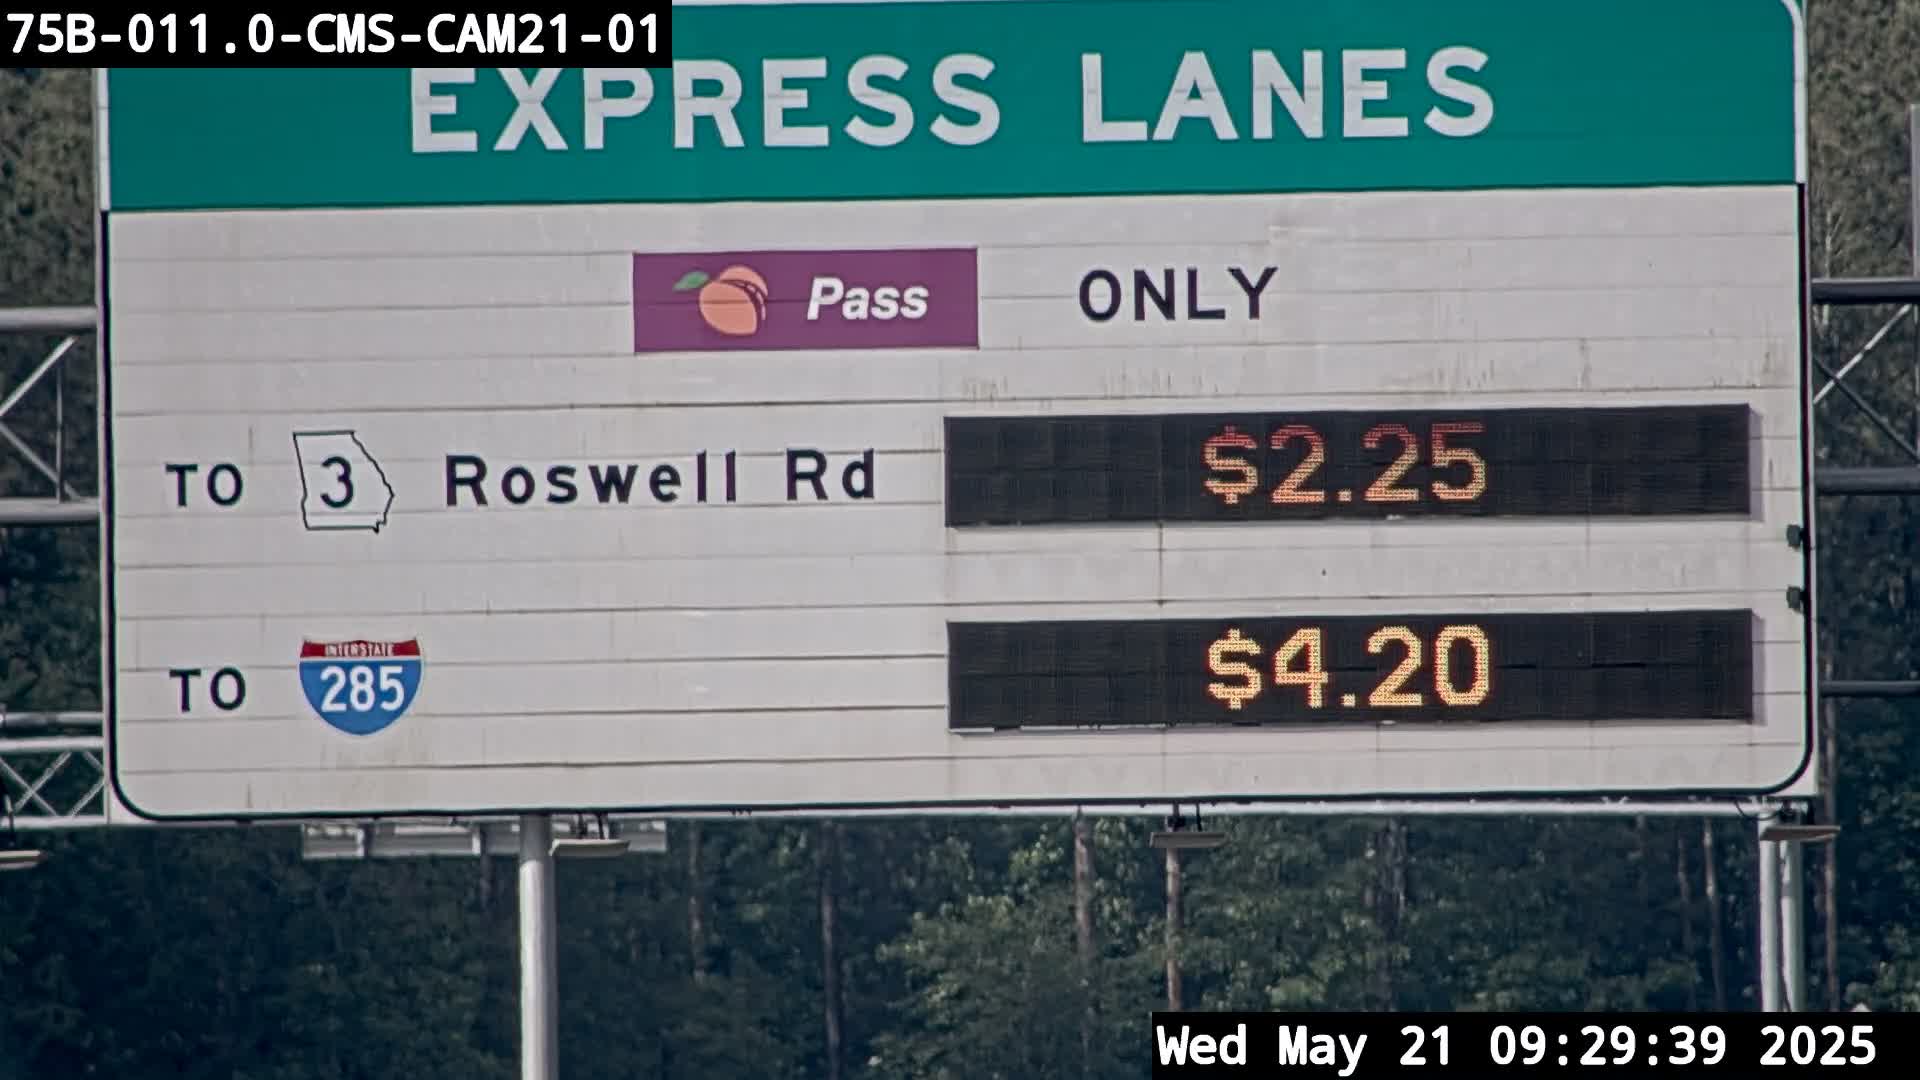 75B-011.0-CMS-CAM21-01
EXPRESS LANES
Pass ONLY
TO 3 Roswell Rd $2.25
INTERSTATE
TO 285 $4.20
Wed May 21 09:29:39 2025